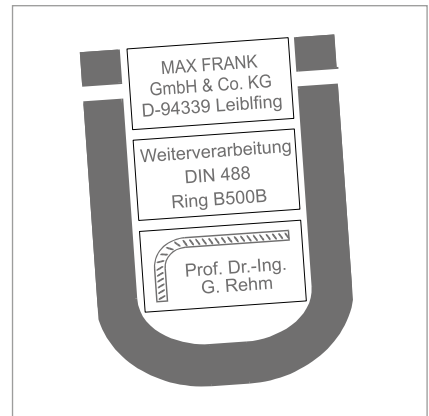 MAX FRANK
GmbH & Co. KG
D-94339 Leiblfing
Weiterverarbeitung
DIN 488
Ring B500B
Prof. Dr.-Ing.
G. Rehm